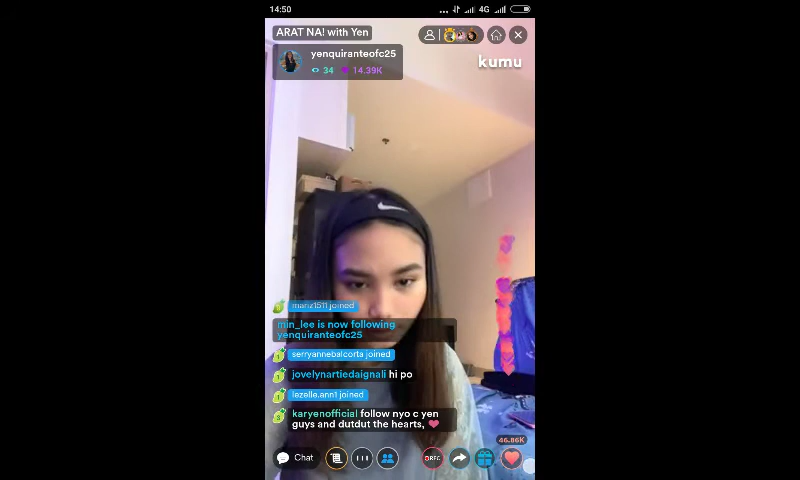 14:50
4G
ARAT NA! with Yen
yenquiranteofc25
34 14.39K
kumu
mariz1511 joined
min_lee is now following
yenquiranteofc25
serryannebalcorta joined
jovelynartiedaignali hi po
lezelle.ann1 joined
karyenofficial follow nyo c yen
guys and dutdut the hearts, ❤
46.86K
Chat